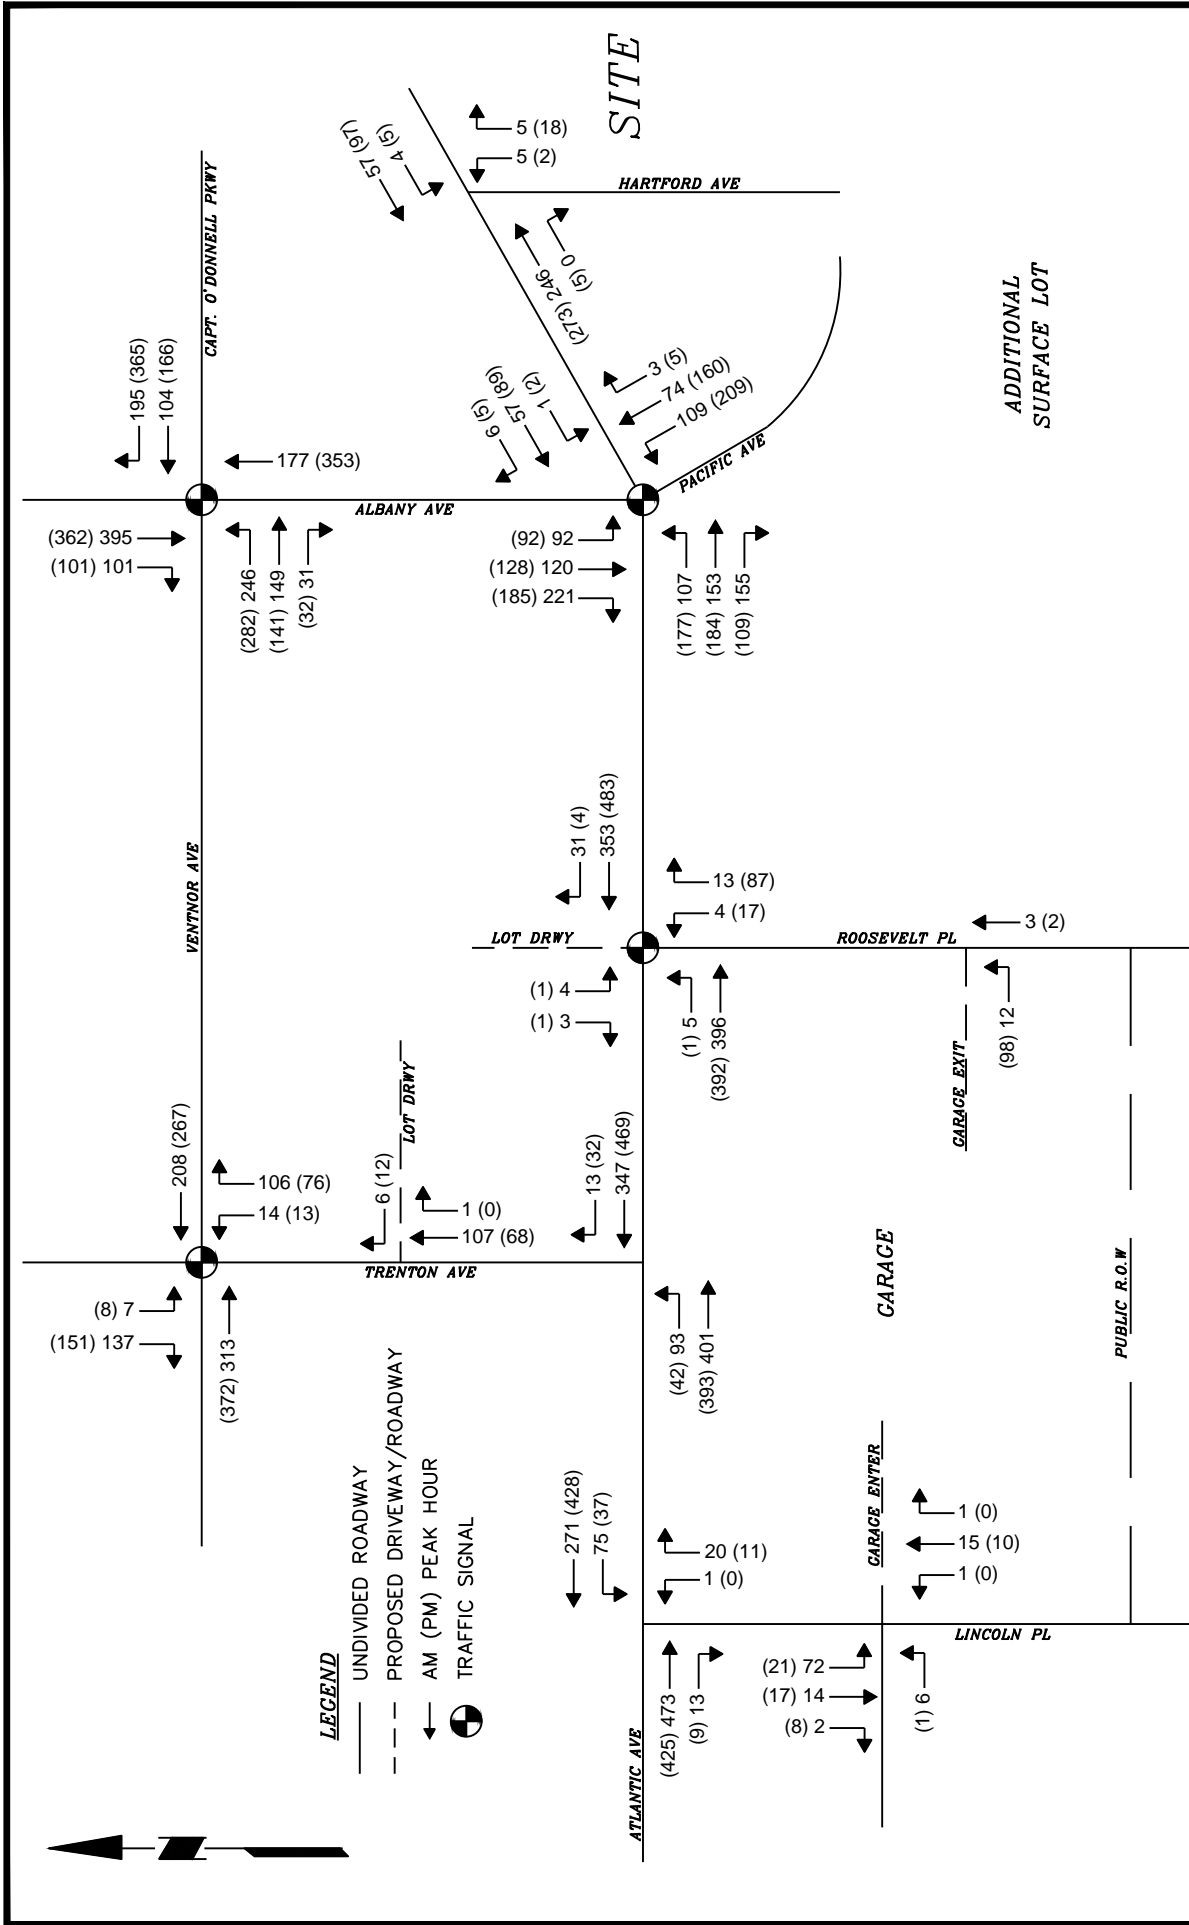 SITE
5 (18)
5 (2)
HARTFORD AVE
4 (5)
57 (97)
CAPT. O'DONNELL PKWY
195 (365)
104 (166)
177 (353)
(273) 246
(5) 0
6 (5)
57 (89)
1 (2)
3 (5)
74 (160)
109 (209)
PACIFIC AVE
ADDITIONAL
SURFACE LOT
ALBANY AVE
(362) 395
(101) 101
(282) 246
(141) 149
(32) 31
(92) 92
(128) 120
(185) 221
(177) 107
(184) 153
(109) 155
VENTNOR AVE
31 (4)
353 (483)
13 (87)
4 (17)
LOT DRWY
ROOSEVELT PL
3 (2)
(1) 4
(1) 3
(1) 5
(392) 396
GARAGE EXIT
(98) 12
208 (267)
106 (76)
14 (13)
LOT DRWY
6 (12)
1 (0)
107 (68)
13 (32)
347 (469)
TRENTON AVE
(8) 7
(151) 137
(372) 313
(42) 93
(393) 401
GARAGE
PUBLIC R.O.W
271 (428)
75 (37)
20 (11)
1 (0)
GARAGE ENTER
1 (0)
15 (10)
1 (0)
LINCOLN PL
(425) 473
(9) 13
(21) 72
(17) 14
(8) 2
(1) 6
ATLANTIC AVE
LEGEND
UNDIVIDED ROADWAY
PROPOSED DRIVEWAY/ROADWAY
AM (PM) PEAK HOUR
TRAFFIC SIGNAL